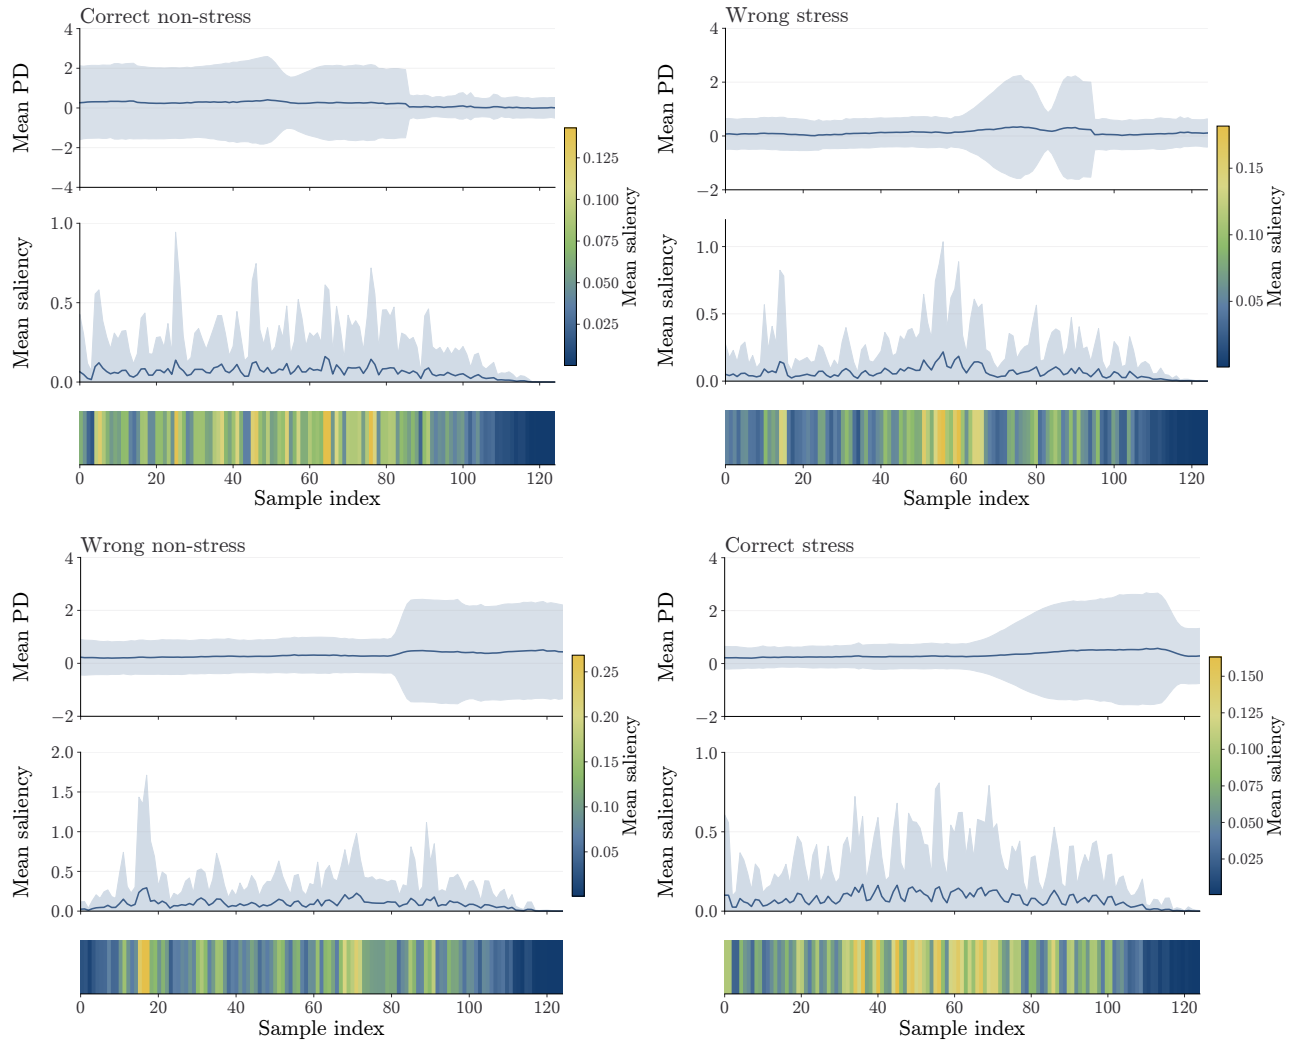 Correct non-stress
4
2
0
−2
−4
Mean PD
1.0
0.5
0.0
Mean saliency
0.125
0.100
0.075
0.050
0.025
Mean saliency
0 20 40 60 80 100 120
Sample index
Wrong stress
4
2
0
−2
Mean PD
1.0
0.5
0.0
Mean saliency
0.15
0.10
0.05
Mean saliency
0 20 40 60 80 100 120
Sample index
Wrong non-stress
4
2
0
−2
Mean PD
2.0
1.5
1.0
0.5
0.0
Mean saliency
0.25
0.20
0.15
0.10
0.05
Mean saliency
0 20 40 60 80 100 120
Sample index
Correct stress
4
2
0
−2
Mean PD
1.0
0.5
0.0
Mean saliency
0.150
0.125
0.100
0.075
0.050
0.025
Mean saliency
0 20 40 60 80 100 120
Sample index